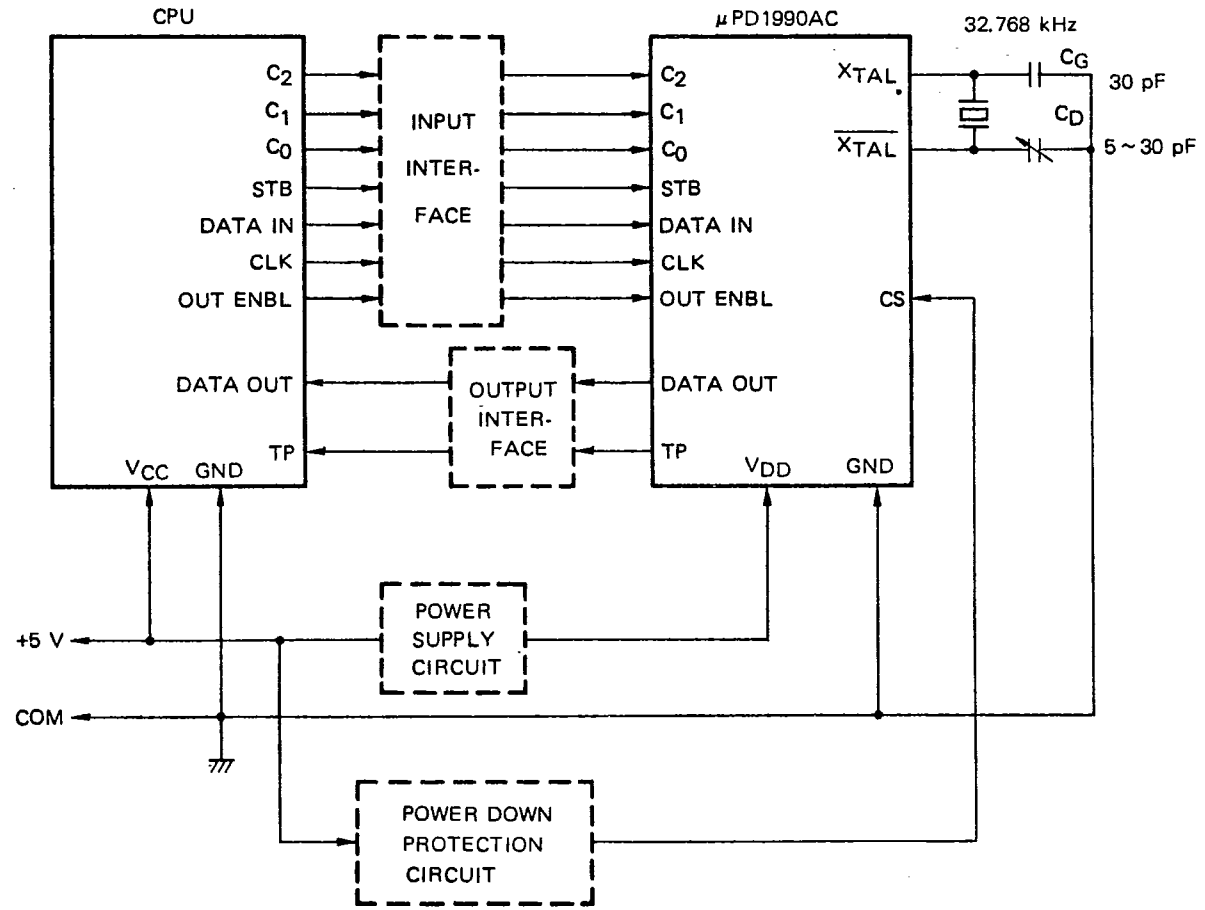 CPU
μPD1990AC
32.768 kHz
C2
C1
C0
STB
DATA IN
CLK
OUT ENBL
DATA OUT
TP
VCC
GND
INPUT
INTER-
FACE
OUTPUT
INTER-
FACE
C2
C1
C0
STB
DATA IN
CLK
OUT ENBL
DATA OUT
TP
VDD
GND
XTAL
XTAL
CS
CG
30 pF
CD
5 ~ 30 pF
+5 V
COM
POWER
SUPPLY
CIRCUIT
POWER DOWN
PROTECTION
CIRCUIT